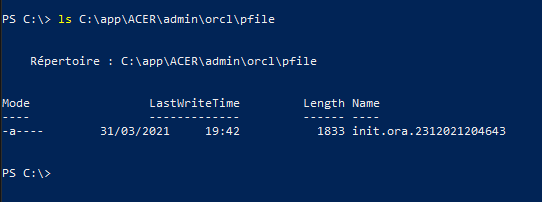 PS C:\> ls C:\app\ACER\admin\orcl\pfile
Répertoire : C:\app\ACER\admin\orcl\pfile
Mode LastWriteTime Length Name
---- ------------- ------ ----
-a---- 31/03/2021 19:42 1833 init.ora.2312021204643
PS C:\>